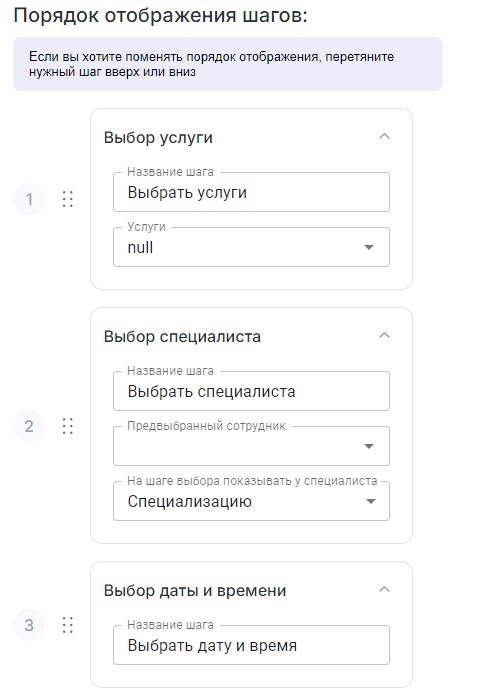 Порядок отображения шагов:
Если вы хотите поменять порядок отображения, перетяните
нужный шаг вверх или вниз
Выбор услуги
Название шага
1
Выбрать услуги
Услуги
null
Выбор специалиста
Название шага
Выбрать специалиста
2
Предвыбранный сотрудник
На шаге выбора показывать у специалиста
Специализацию
Выбор даты и времени
3
Название шага
Выбрать дату и время